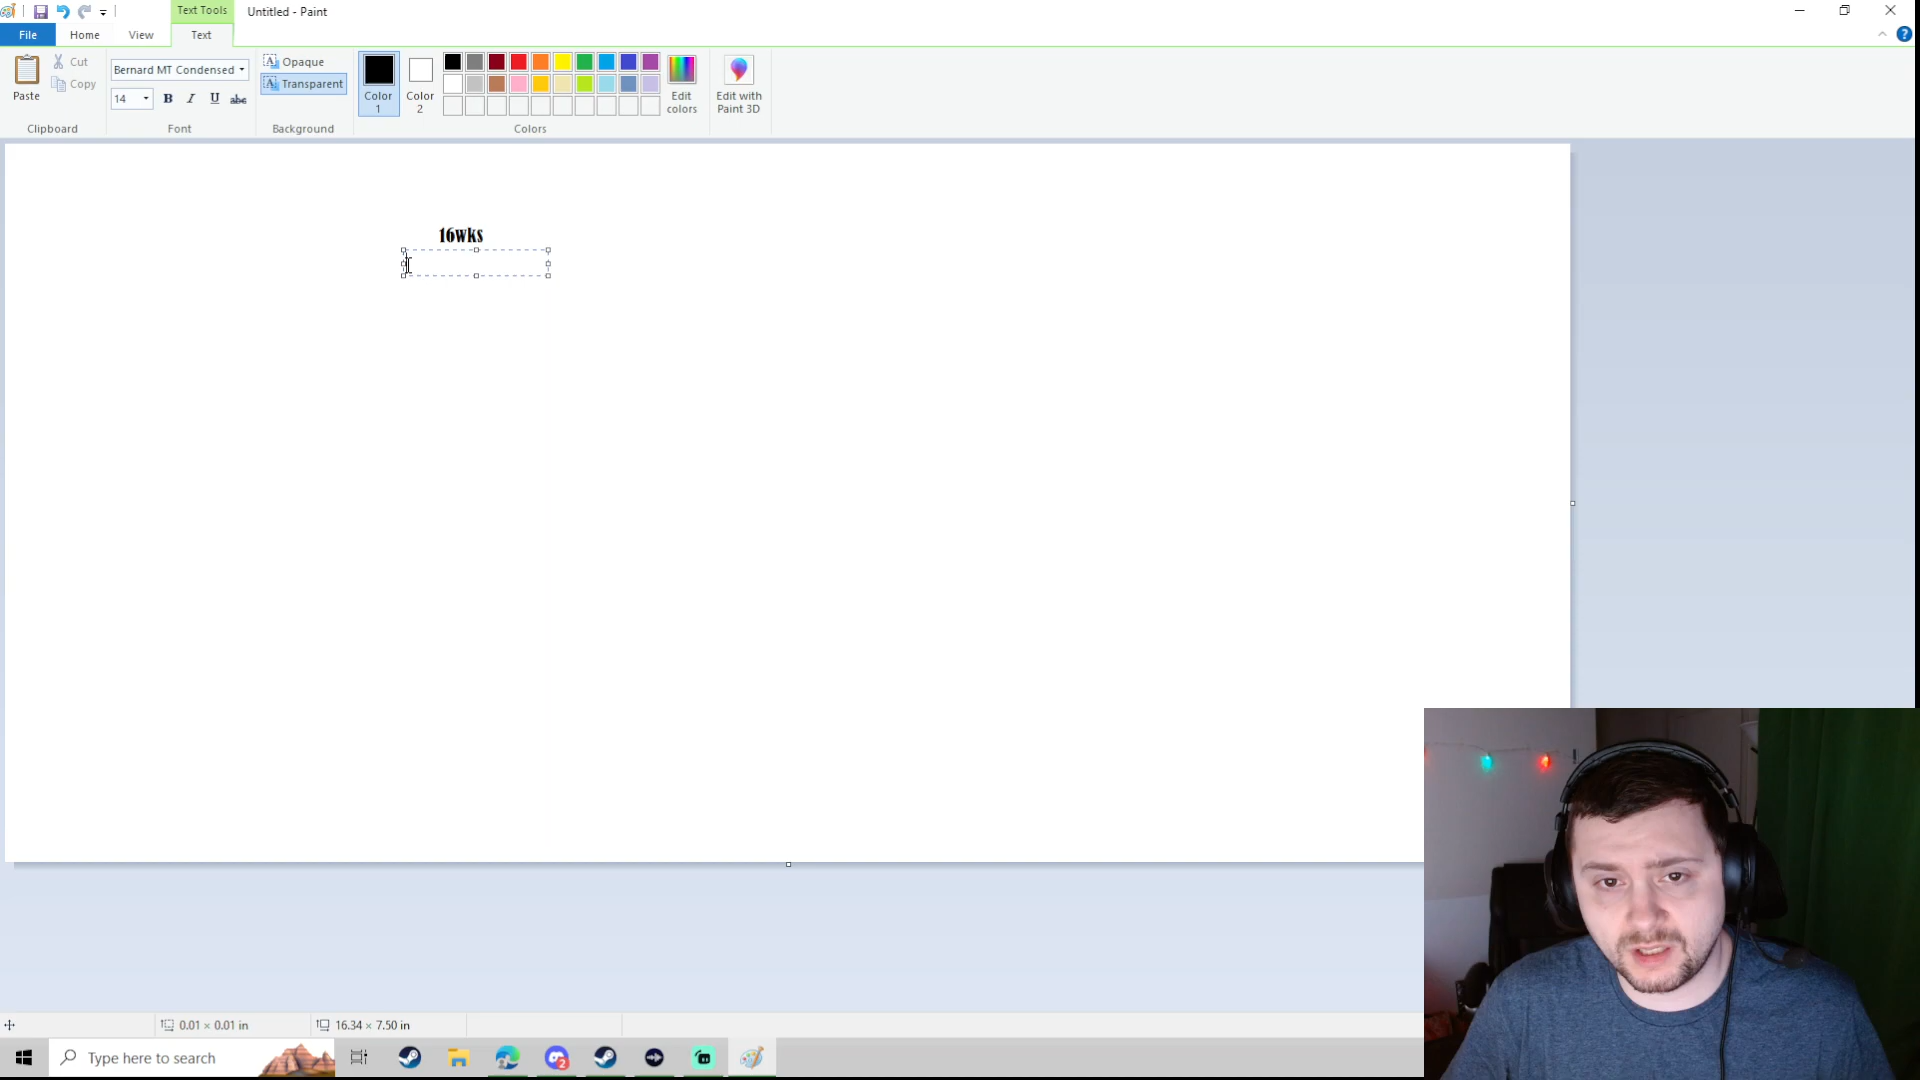 Text Tools
Untitled - Paint
File
Home
View
Text
Paste
Cut
Copy
Clipboard
Bernard MT Condensed
14
B
I
U
abc
Font
Opaque
Transparent
Background
Color 1
Color 2
Edit colors
Colors
Edit with Paint 3D
16wks
0.01 × 0.01 in
16.34 × 7.50 in
Type here to search
2